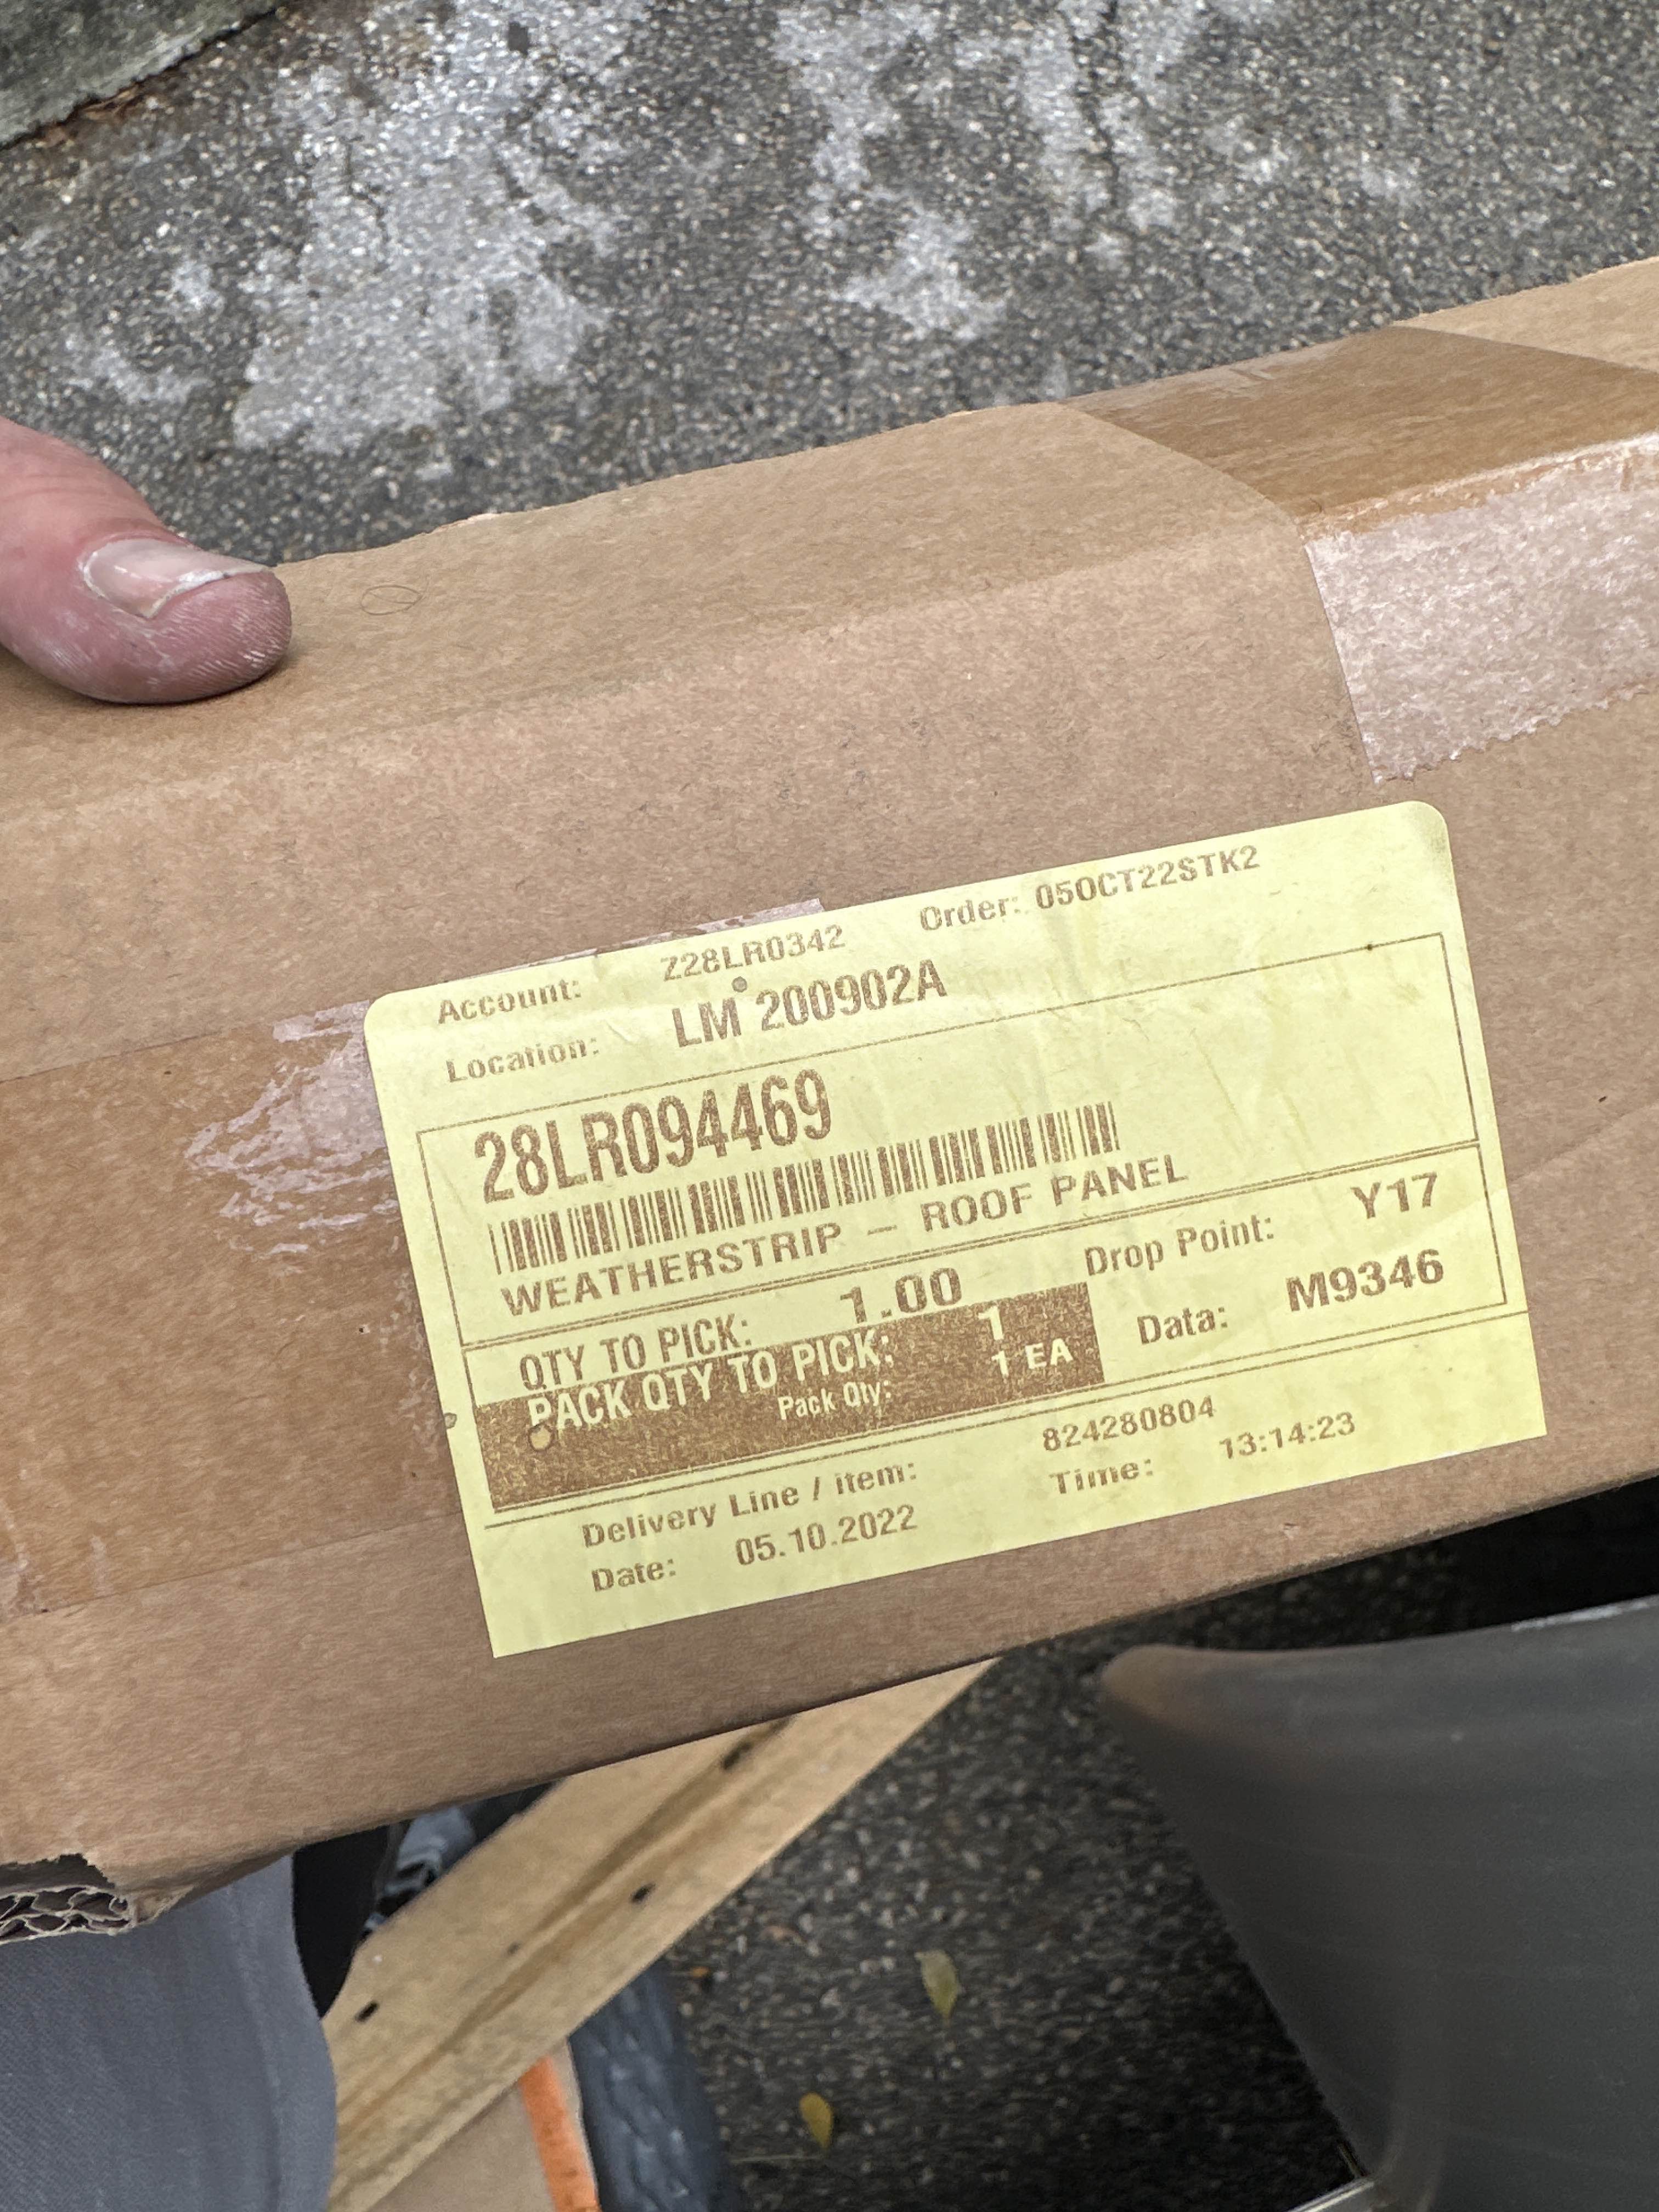 Account: Z28LR0342 Order: 05OCT22STK2
Location: LM 200902A
28LR094469
WEATHERSTRIP - ROOF PANEL
QTY TO PICK: 1.00 Drop Point: Y17
PACK QTY TO PICK: 1 Data: M9346
Pack Qty: 1 EA
Delivery Line / item: 824280804
Date: 05.10.2022 Time: 13:14:23